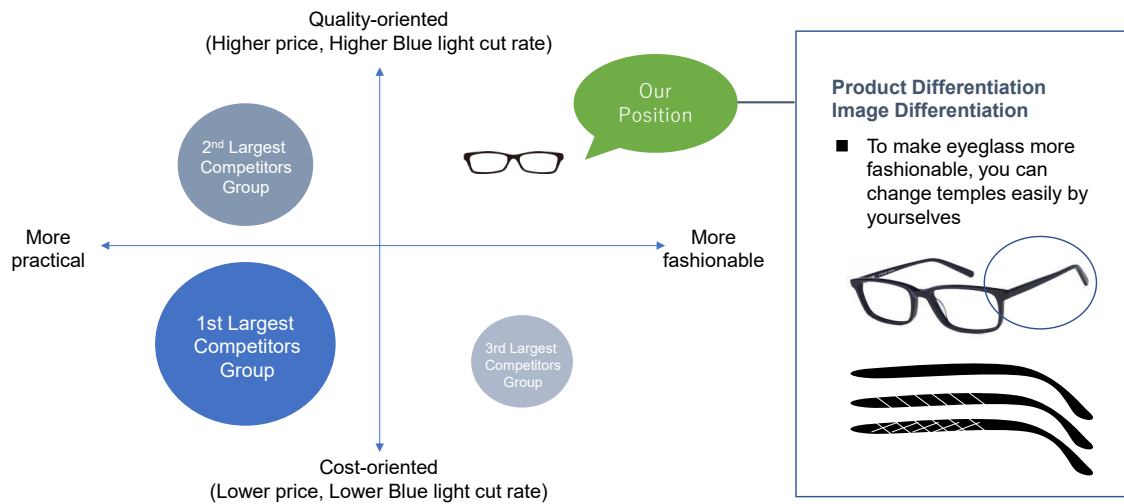 Quality-oriented
(Higher price, Higher Blue light cut rate)
Our
Position
2nd Largest
Competitors
Group
More
practical
More
fashionable
1st Largest
Competitors
Group
3rd Largest
Competitors
Group
Cost-oriented
(Lower price, Lower Blue light cut rate)
Product Differentiation
Image Differentiation
■ To make eyeglass more
fashionable, you can
change temples easily by
yourselves